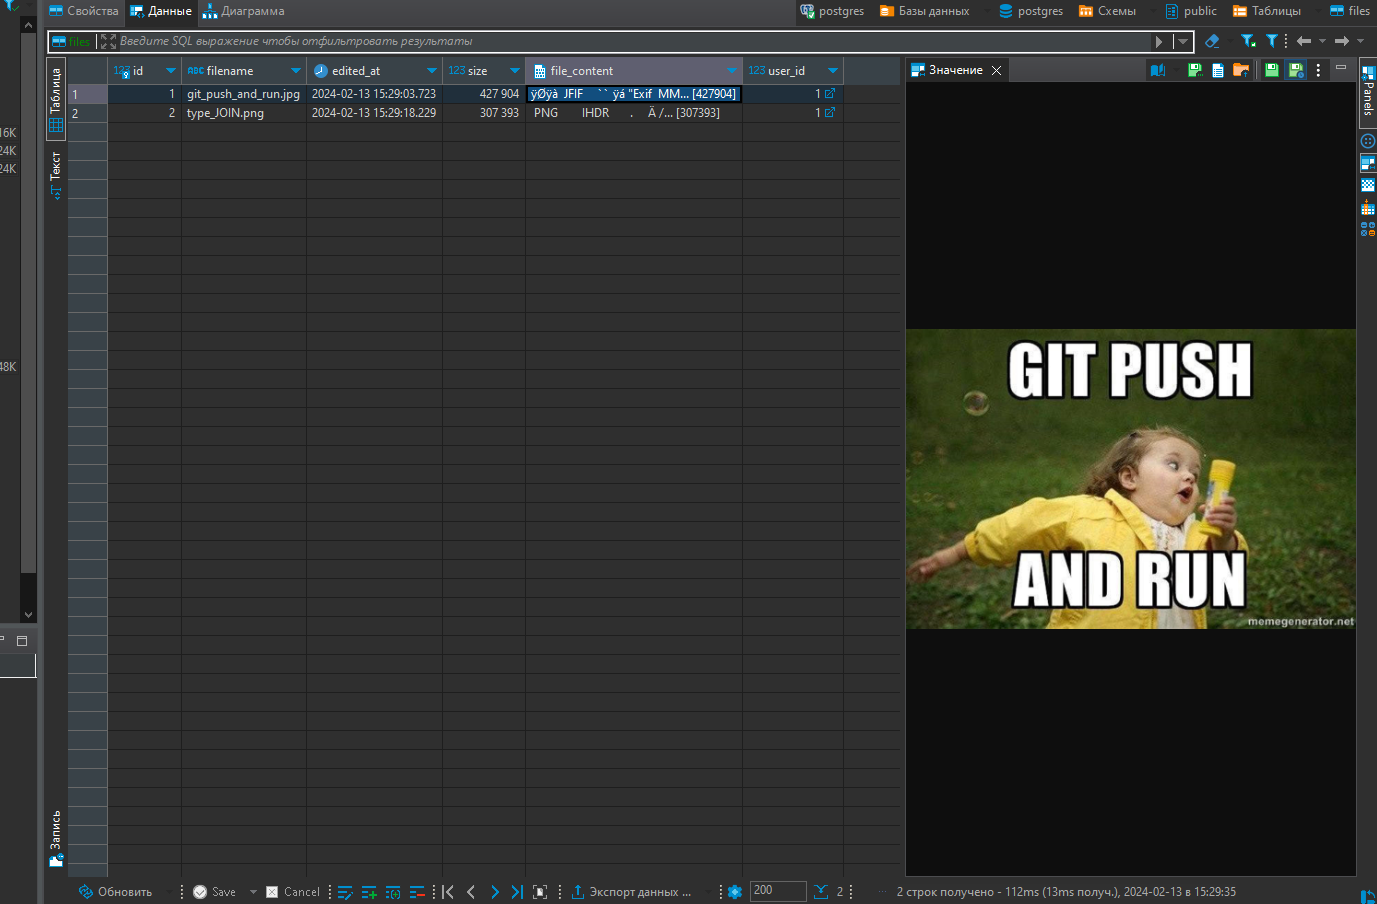 Свойства Данные Диаграмма postgres Базы данных postgres Схемы public Таблицы files
files Введите SQL выражение чтобы отфильтровать результаты
Таблица
Текст
Запись
123 id ABC filename edited_at 123 size file_content 123 user_id
1 1 git_push_and_run.jpg 2024-02-13 15:29:03.723 427 904 ÿØÿà JFIF `` ÿá "Exif MM... [427904] 1
2 2 type_JOIN.png 2024-02-13 15:29:18.229 307 393 PNG IHDR . Ä /... [307393] 1
16K
24K
24K
48K
Значение
Panels
GIT PUSH
AND RUN
memegenerator.net
Обновить Save Cancel Экспорт данных ... 200 2 ... 2 строк получено - 112ms (13ms получ.), 2024-02-13 в 15:29:35